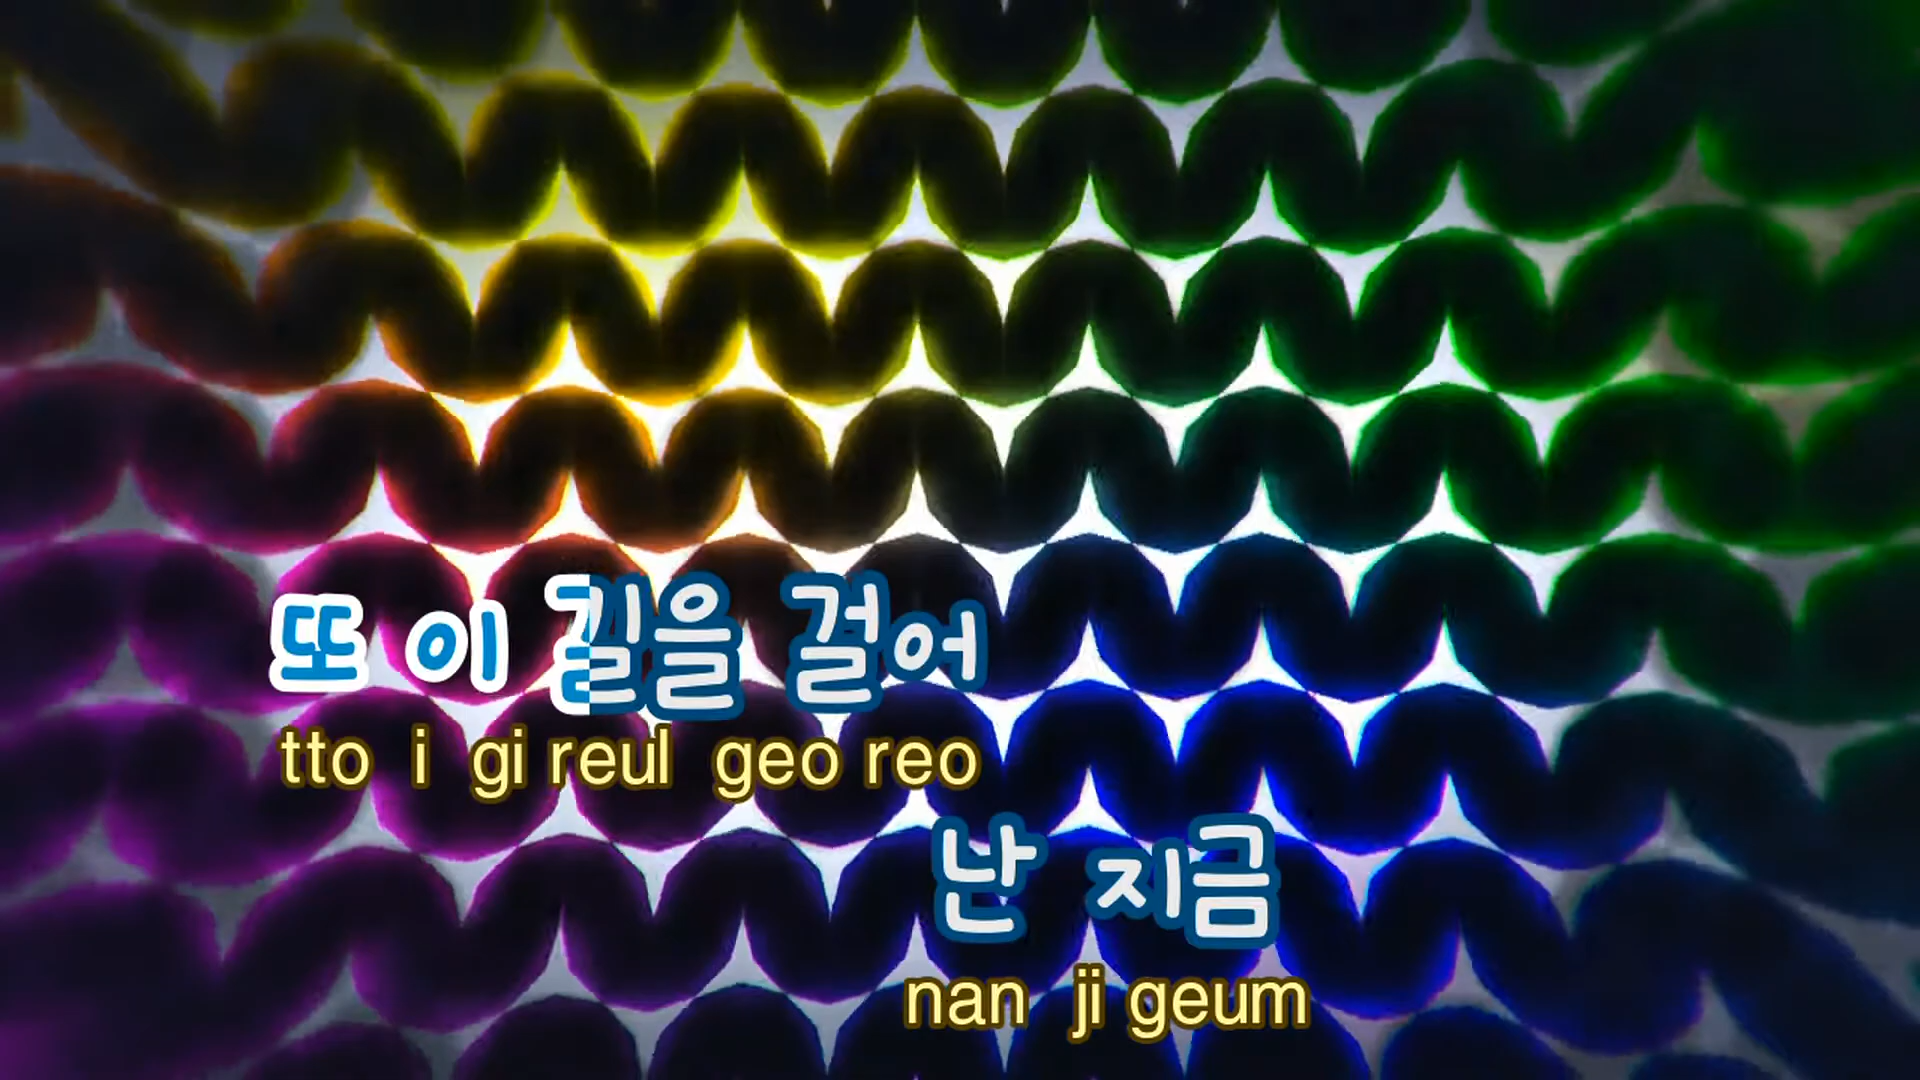 또 이 길을 걸어
tto i gi reul geo reo
난 지금
nan ji geum